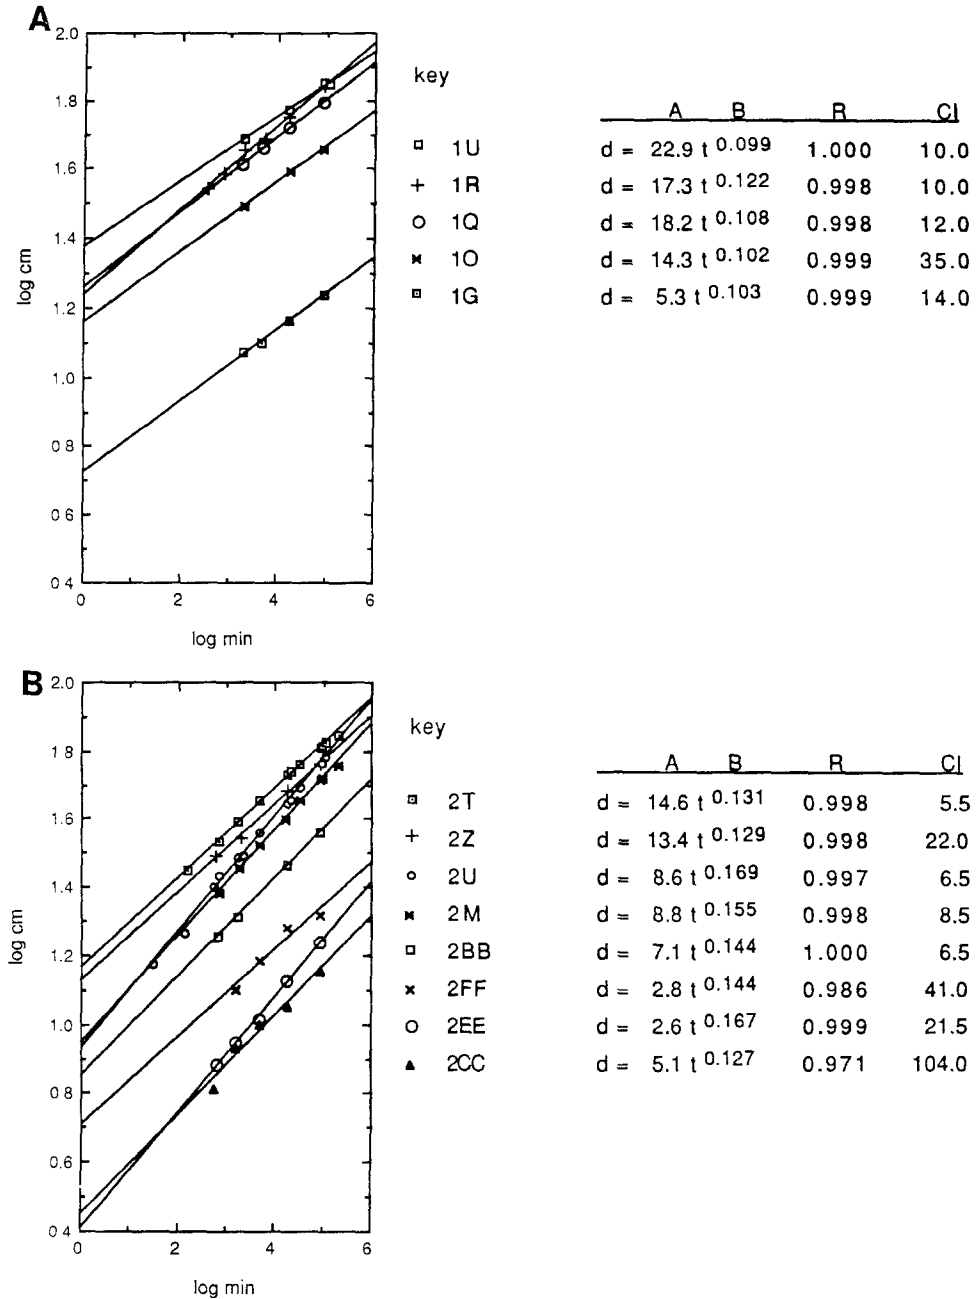 A
2.0
1.8
1.6
1.4
1.2
1.0
0 8
0 6
0 4
0 2 4 6
log cm
log min
key
A B R CI
1U d = 22.9 t 0.099 1.000 10.0
1R d = 17.3 t 0.122 0.998 10.0
1Q d = 18.2 t 0.108 0.998 12.0
1O d = 14.3 t 0.102 0.999 35.0
1G d = 5.3 t 0.103 0.999 14.0
B
2.0
1.8
1.6
1.4
1.2
1.0
0.8
0.6
0 4
0 2 4 6
log cm
log min
key
A B R CI
2T d = 14.6 t 0.131 0.998 5.5
2Z d = 13.4 t 0.129 0.998 22.0
2U d = 8.6 t 0.169 0.997 6.5
2M d = 8.8 t 0.155 0.998 8.5
2BB d = 7.1 t 0.144 1.000 6.5
2FF d = 2.8 t 0.144 0.986 41.0
2EE d = 2.6 t 0.167 0.999 21.5
2CC d = 5.1 t 0.127 0.971 104.0